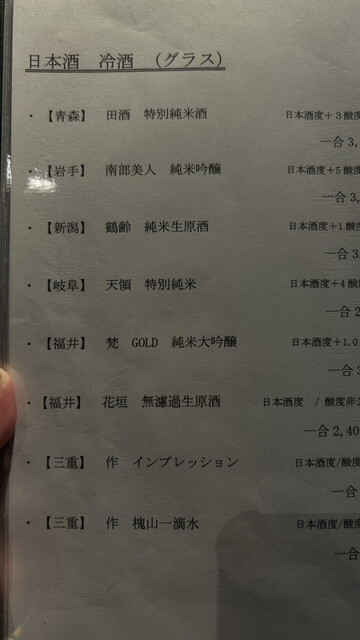 日本酒　冷酒　（グラス）
・【青森】　田酒　特別純米酒　日本酒度＋３ 酸度
一合 3,
・【岩手】　南部美人　純米吟醸　日本酒度＋5 酸度
一合 3,
・【新潟】　鶴齢　純米生原酒　日本酒度＋1 酸度
一合 3
・【岐阜】　天領　特別純米　日本酒度＋4 酸度
一合 2
・【福井】　梵　GOLD　純米大吟醸　日本酒度＋1.0
一合 3
・【福井】　花垣　無濾過生原酒　日本酒度　/ 酸度非公
一合 2,40
・【三重】　作　インプレッション　日本酒度/酸度
一合
・【三重】　作　槐山一滴水　日本酒度/酸度
一合